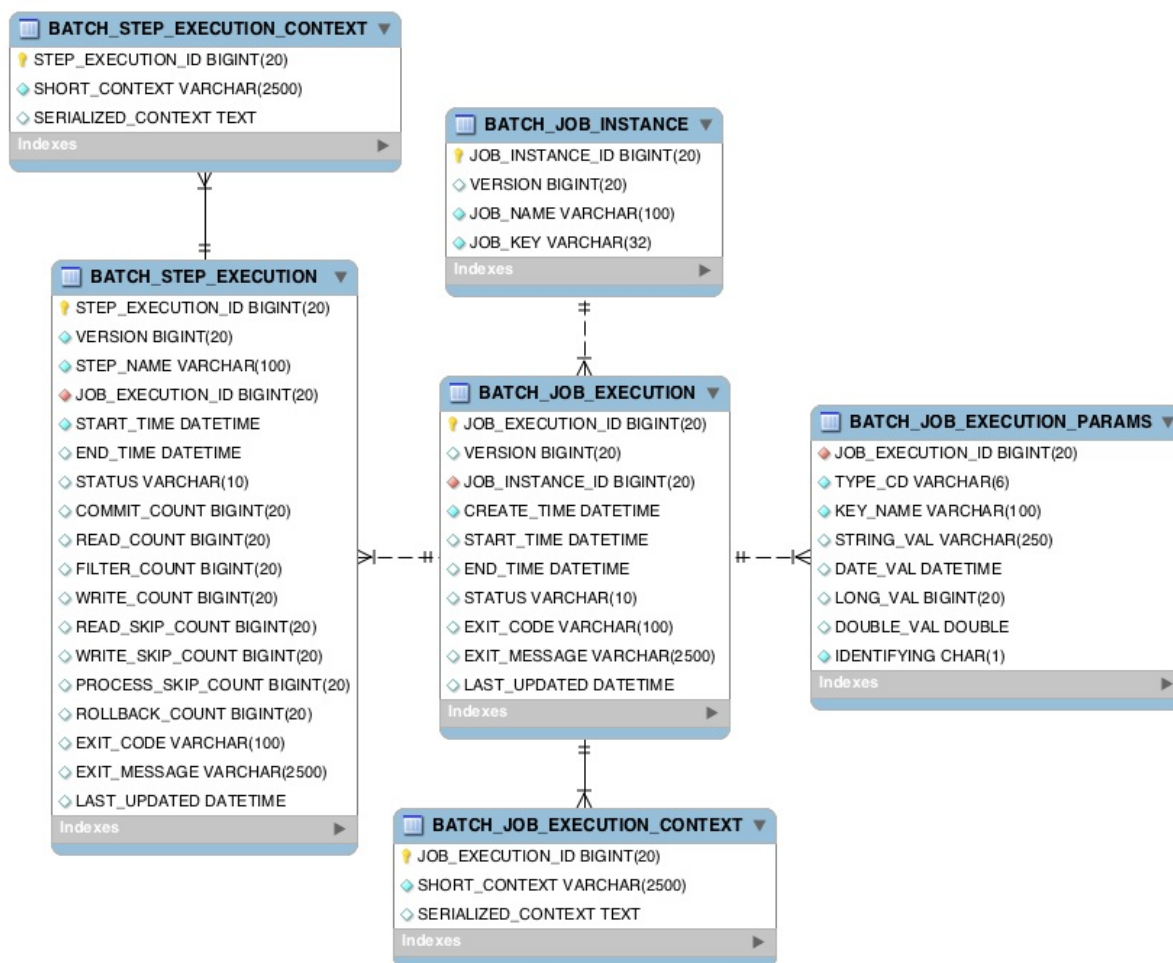 BATCH_STEP_EXECUTION_CONTEXT
STEP_EXECUTION_ID BIGINT(20)
SHORT_CONTEXT VARCHAR(2500)
SERIALIZED_CONTEXT TEXT
Indexes
BATCH_JOB_INSTANCE
JOB_INSTANCE_ID BIGINT(20)
VERSION BIGINT(20)
JOB_NAME VARCHAR(100)
JOB_KEY VARCHAR(32)
Indexes
BATCH_STEP_EXECUTION
STEP_EXECUTION_ID BIGINT(20)
VERSION BIGINT(20)
STEP_NAME VARCHAR(100)
JOB_EXECUTION_ID BIGINT(20)
START_TIME DATETIME
END_TIME DATETIME
STATUS VARCHAR(10)
COMMIT_COUNT BIGINT(20)
READ_COUNT BIGINT(20)
FILTER_COUNT BIGINT(20)
WRITE_COUNT BIGINT(20)
READ_SKIP_COUNT BIGINT(20)
WRITE_SKIP_COUNT BIGINT(20)
PROCESS_SKIP_COUNT BIGINT(20)
ROLLBACK_COUNT BIGINT(20)
EXIT_CODE VARCHAR(100)
EXIT_MESSAGE VARCHAR(2500)
LAST_UPDATED DATETIME
Indexes
BATCH_JOB_EXECUTION
JOB_EXECUTION_ID BIGINT(20)
VERSION BIGINT(20)
JOB_INSTANCE_ID BIGINT(20)
CREATE_TIME DATETIME
START_TIME DATETIME
END_TIME DATETIME
STATUS VARCHAR(10)
EXIT_CODE VARCHAR(100)
EXIT_MESSAGE VARCHAR(2500)
LAST_UPDATED DATETIME
Indexes
BATCH_JOB_EXECUTION_PARAMS
JOB_EXECUTION_ID BIGINT(20)
TYPE_CD VARCHAR(6)
KEY_NAME VARCHAR(100)
STRING_VAL VARCHAR(250)
DATE_VAL DATETIME
LONG_VAL BIGINT(20)
DOUBLE_VAL DOUBLE
IDENTIFYING CHAR(1)
Indexes
BATCH_JOB_EXECUTION_CONTEXT
JOB_EXECUTION_ID BIGINT(20)
SHORT_CONTEXT VARCHAR(2500)
SERIALIZED_CONTEXT TEXT
Indexes